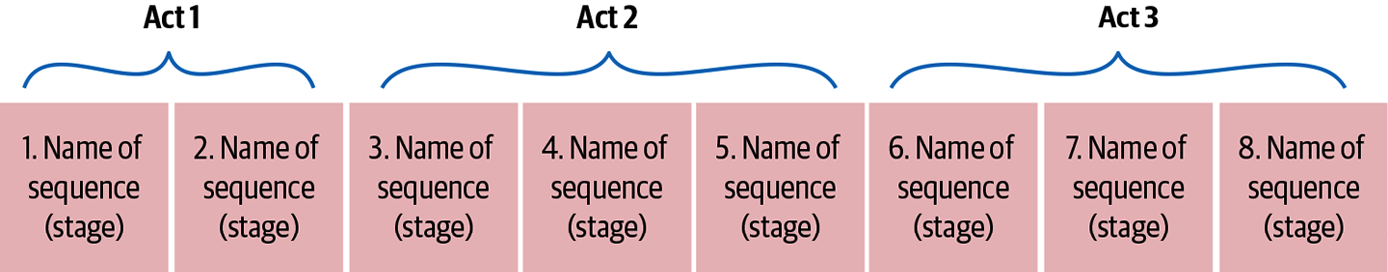 Act 1
Act 2
Act 3
1. Name of
sequence
(stage)
2. Name of
sequence
(stage)
3. Name of
sequence
(stage)
4. Name of
sequence
(stage)
5. Name of
sequence
(stage)
6. Name of
sequence
(stage)
7. Name of
sequence
(stage)
8. Name of
sequence
(stage)